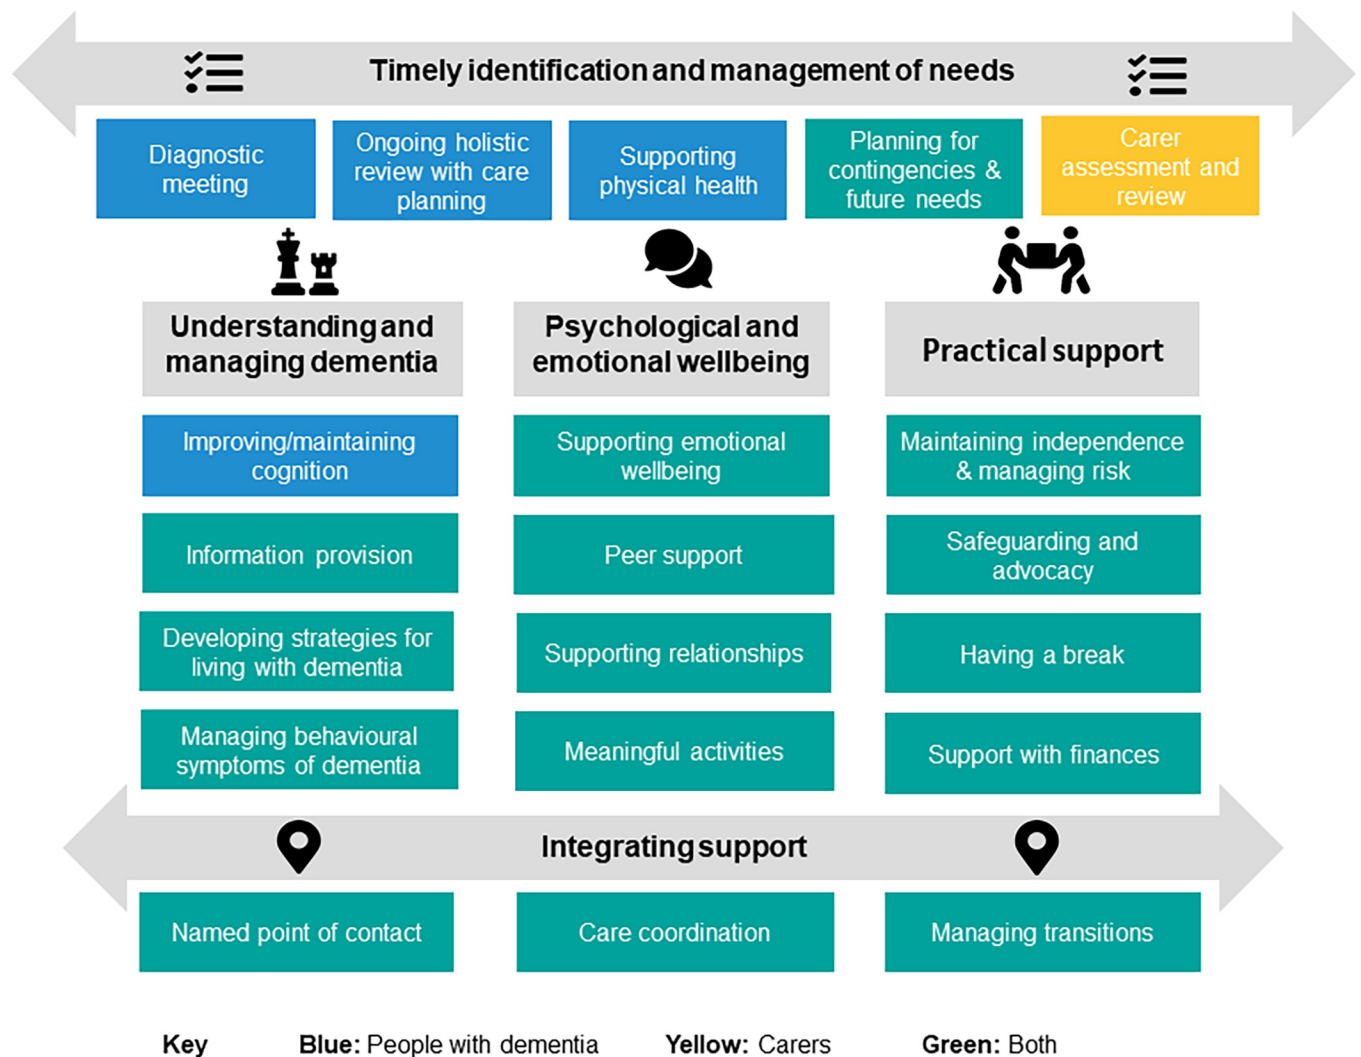 Timely identification and management of needs
Diagnostic
meeting
Ongoing holistic
review with care
planning
Supporting
physical health
Planning for
contingencies &
future needs
Carer
assessment and
review
Understanding and
managing dementia
Psychological and
emotional wellbeing
Practical support
Improving/maintaining
cognition
Supporting emotional
wellbeing
Maintaining independence
& managing risk
Information provision
Peer support
Safeguarding and
advocacy
Developing strategies for
living with dementia
Supporting relationships
Having a break
Managing behavioural
symptoms of dementia
Meaningful activities
Support with finances
Integrating support
Named point of contact
Care coordination
Managing transitions
Key Blue: People with dementia Yellow: Carers Green: Both